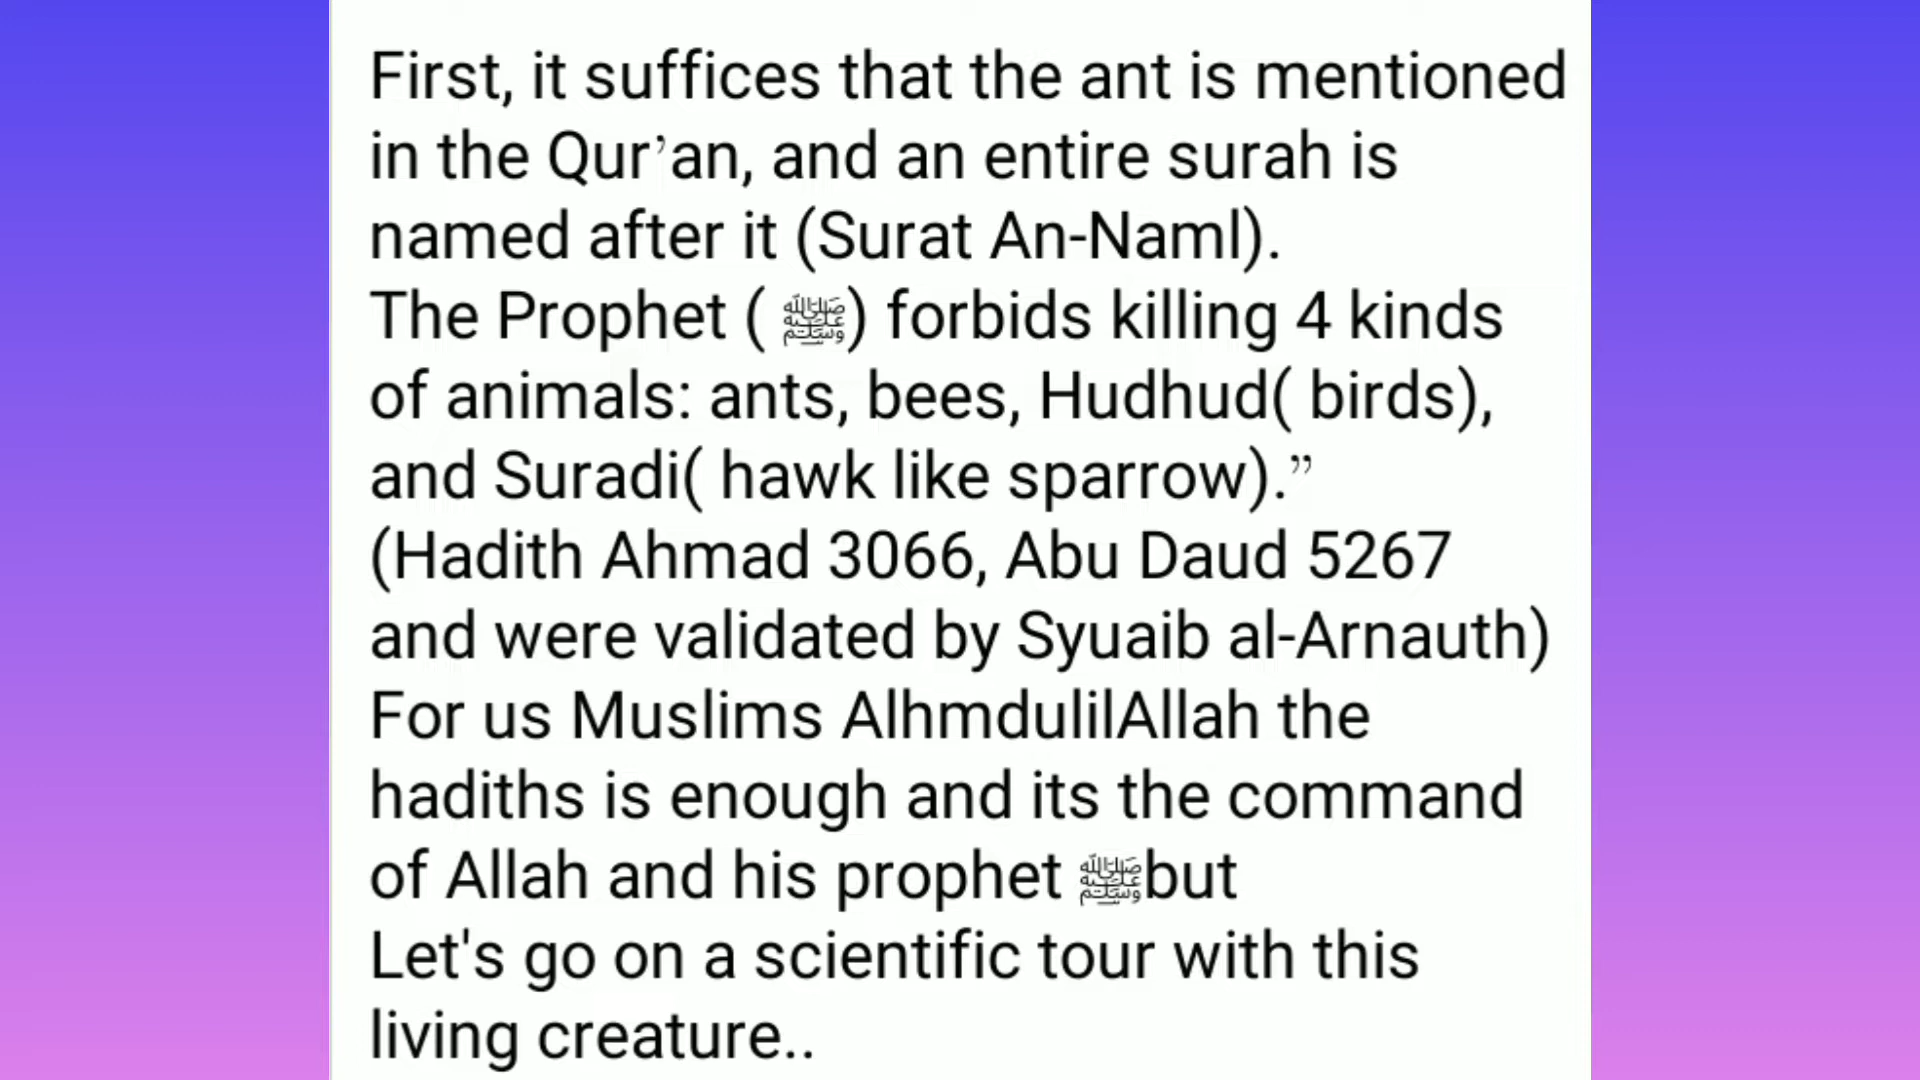 First, it suffices that the ant is mentioned
in the Qur’an, and an entire surah is
named after it (Surat An-Naml).
The Prophet ( ﷺ) forbids killing 4 kinds
of animals: ants, bees, Hudhud( birds),
and Suradi( hawk like sparrow).”
(Hadith Ahmad 3066, Abu Daud 5267
and were validated by Syuaib al-Arnauth)
For us Muslims AlhmdulilAllah the
hadiths is enough and its the command
of Allah and his prophet ﷺbut
Let's go on a scientific tour with this
living creature..